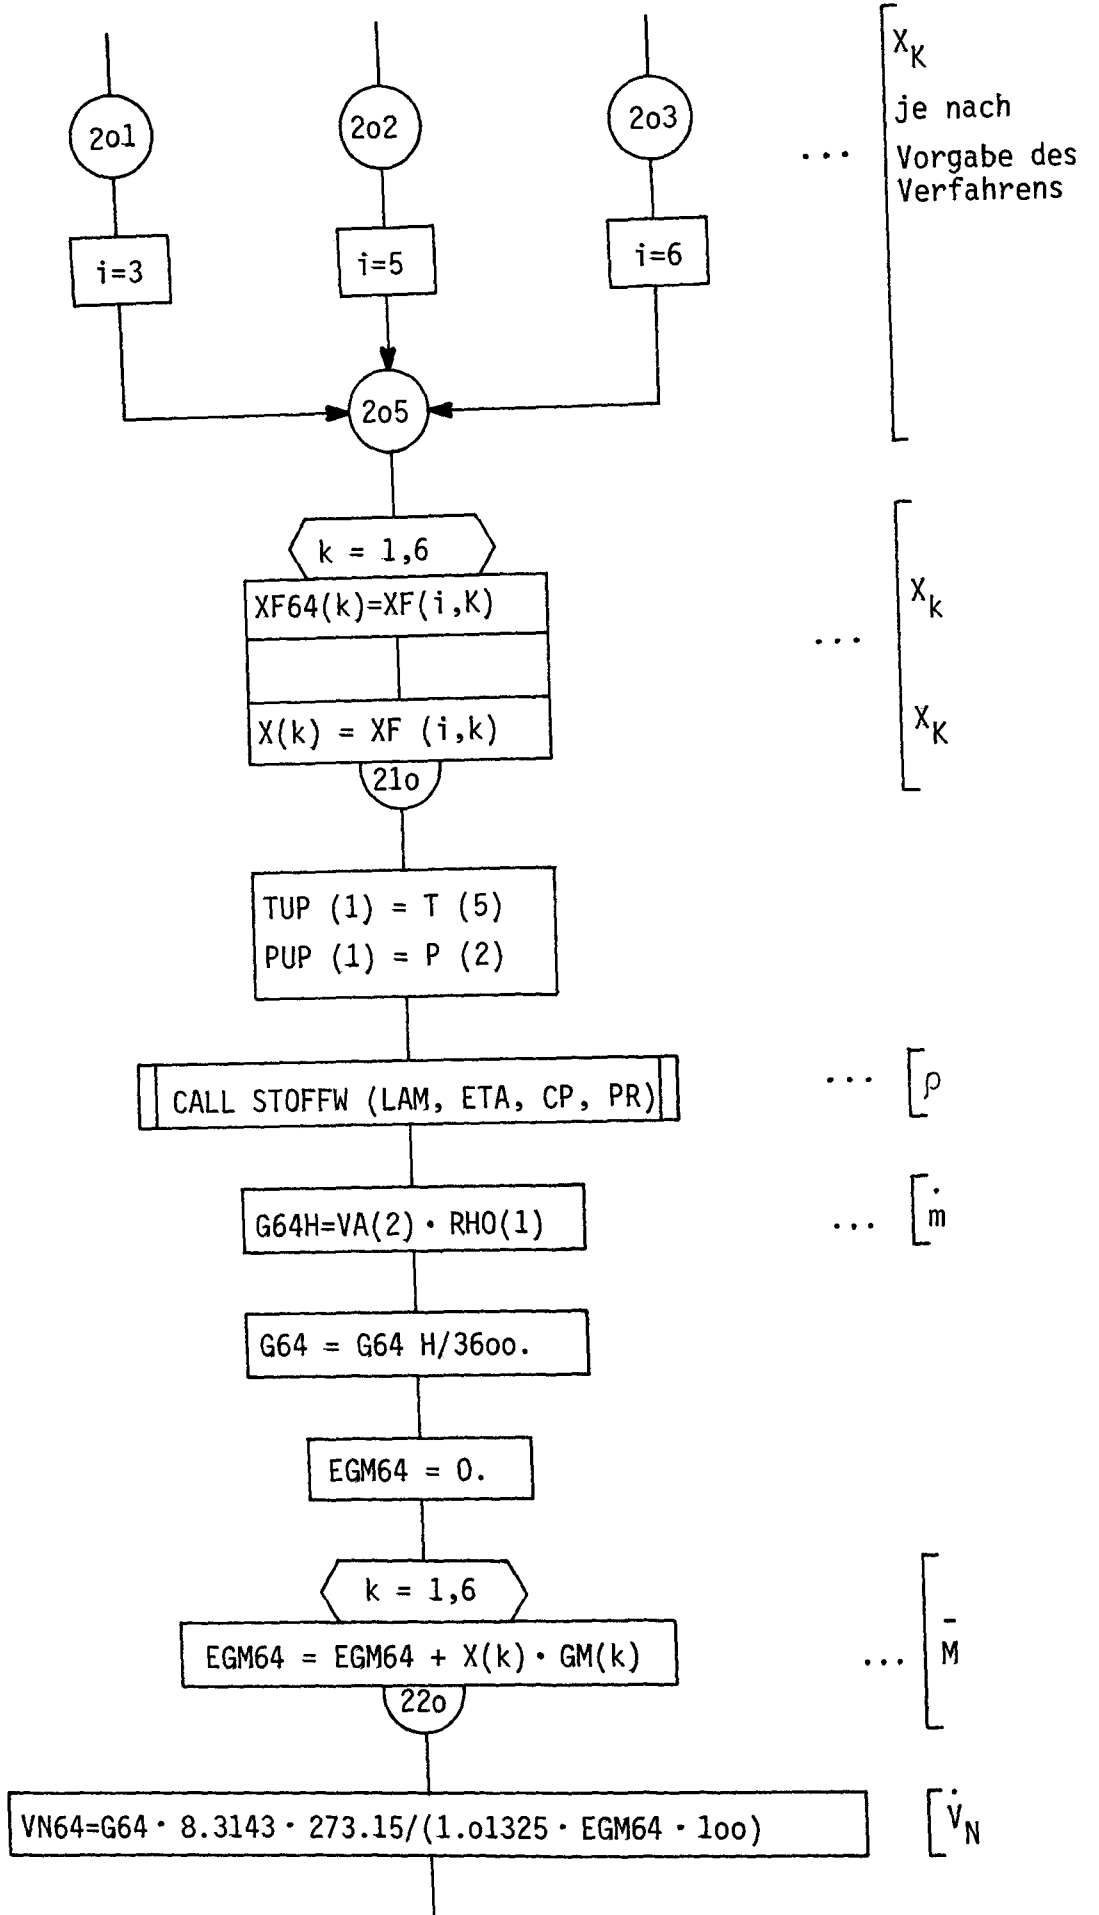 2o1
2o2
2o3
i=3
i=5
i=6
2o5
...
X_K
je nach
Vorgabe des
Verfahrens
k = 1,6
XF64(k)=XF(i,K)
X(k) = XF (i,k)
21o
...
X_k
X_K
TUP (1) = T (5)
PUP (1) = P (2)
CALL STOFFW (LAM, ETA, CP, PR)
... ρ
G64H=VA(2)· RHO(1)
... ṁ
G64 = G64 H/36oo.
EGM64 = 0.
k = 1,6
EGM64 = EGM64 + X(k)· GM(k)
... M̄
22o
VN64=G64· 8.3143· 273.15/(1.o1325· EGM64 · 1oo)
V̇_N